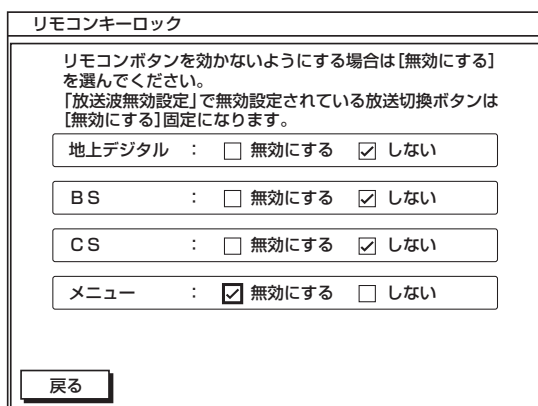 リモコンキーロック
リモコンボタンを効かないようにする場合は[無効にする]
を選んでください。
「放送波無効設定」で無効設定されている放送切換ボタンは
[無効にする]固定になります。
地上デジタル : 無効にする しない
BS : 無効にする しない
CS : 無効にする しない
メニュー : 無効にする しない
戻る